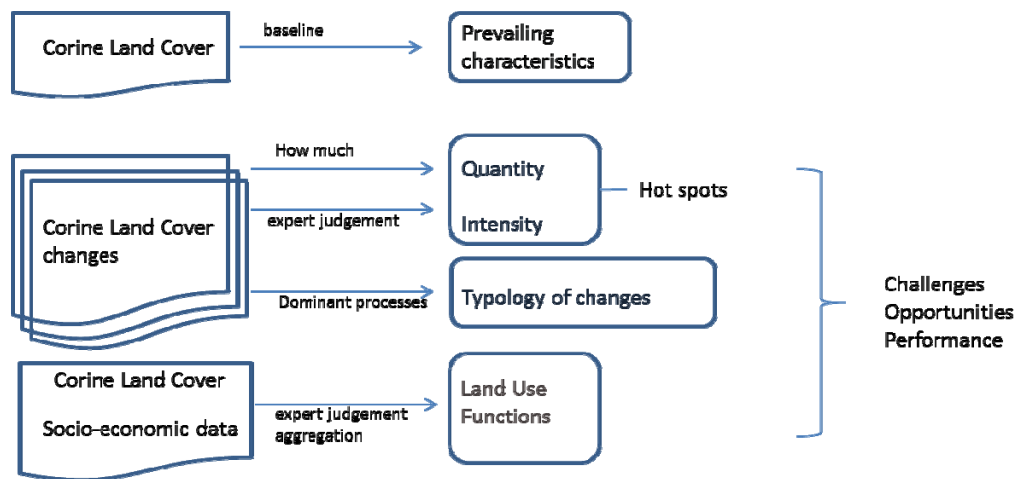 Corine Land Cover
baseline
Prevailing
characteristics
Corine Land Cover
changes
How much
expert judgement
Dominant processes
Quantity
Intensity
Hot spots
Typology of changes
Corine Land Cover
Socio-economic data
expert judgement
aggregation
Land Use
Functions
Challenges
Opportunities
Performance